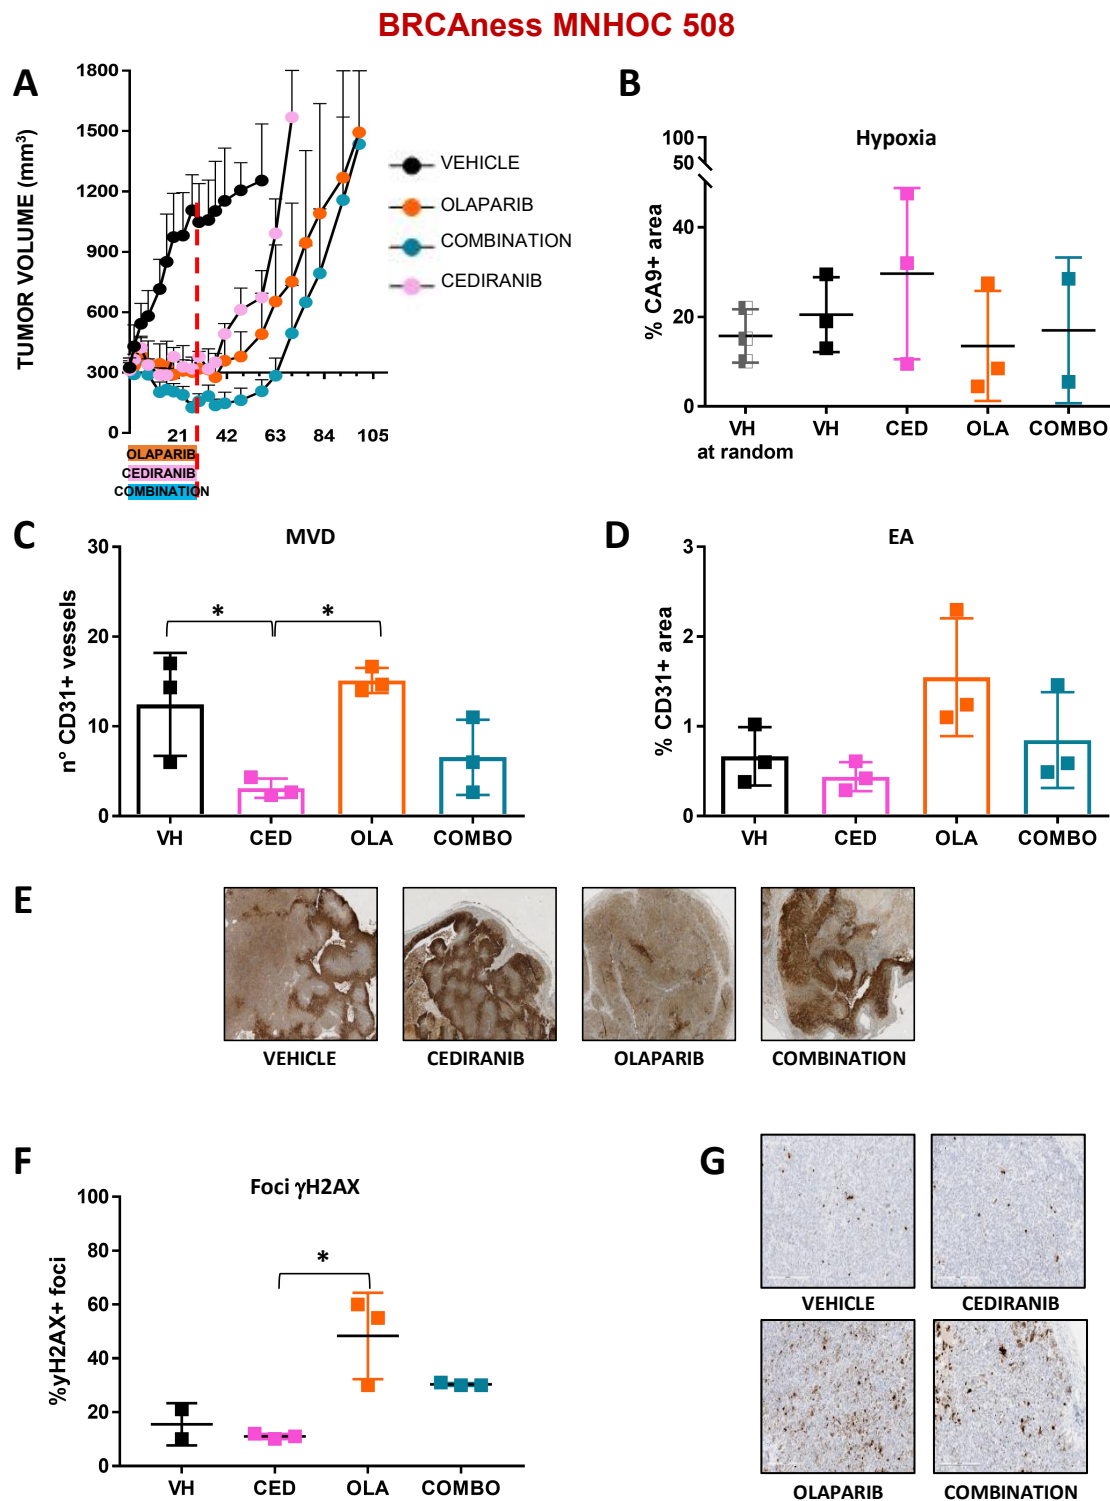 BRCAness MNHOC 508
A
TUMOR VOLUME (mm³)
1800
1500
1200
900
600
300
0
21
42
63
84
105
VEHICLE
OLAPARIB
COMBINATION
CEDIRANIB
OLAPARIB
CEDIRANIB
COMBINATION
B
Hypoxia
% CA9+ area
100
50
40
20
0
VH
at random
VH
CED
OLA
COMBO
C
MVD
n° CD31+ vessels
30
20
10
0
*
*
VH
CED
OLA
COMBO
D
EA
% CD31+ area
3
2
1
0
VH
CED
OLA
COMBO
E
VEHICLE
CEDIRANIB
OLAPARIB
COMBINATION
F
Foci γH2AX
%γH2AX+ foci
100
80
60
40
20
0
*
VH
CED
OLA
COMBO
G
VEHICLE
CEDIRANIB
OLAPARIB
COMBINATION